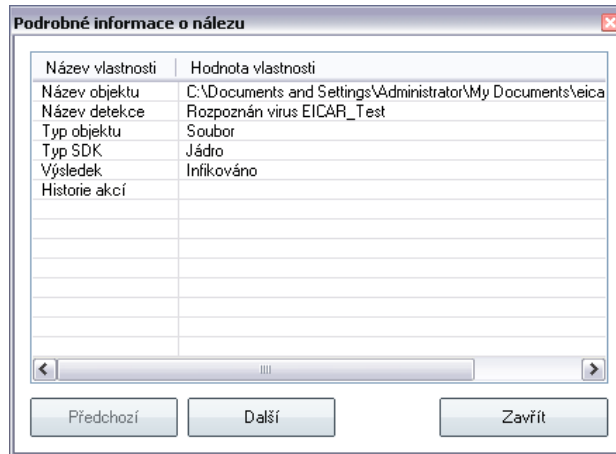 Podrobné informace o nálezu
Název vlastnosti Hodnota vlastnosti
Název objektu C:\Documents and Settings\Administrator\My Documents\eica
Název detekce Rozpoznán virus EICAR_Test
Typ objektu Soubor
Typ SDK Jádro
Výsledek Infikováno
Historie akcí
Předchozí Další Zavřít